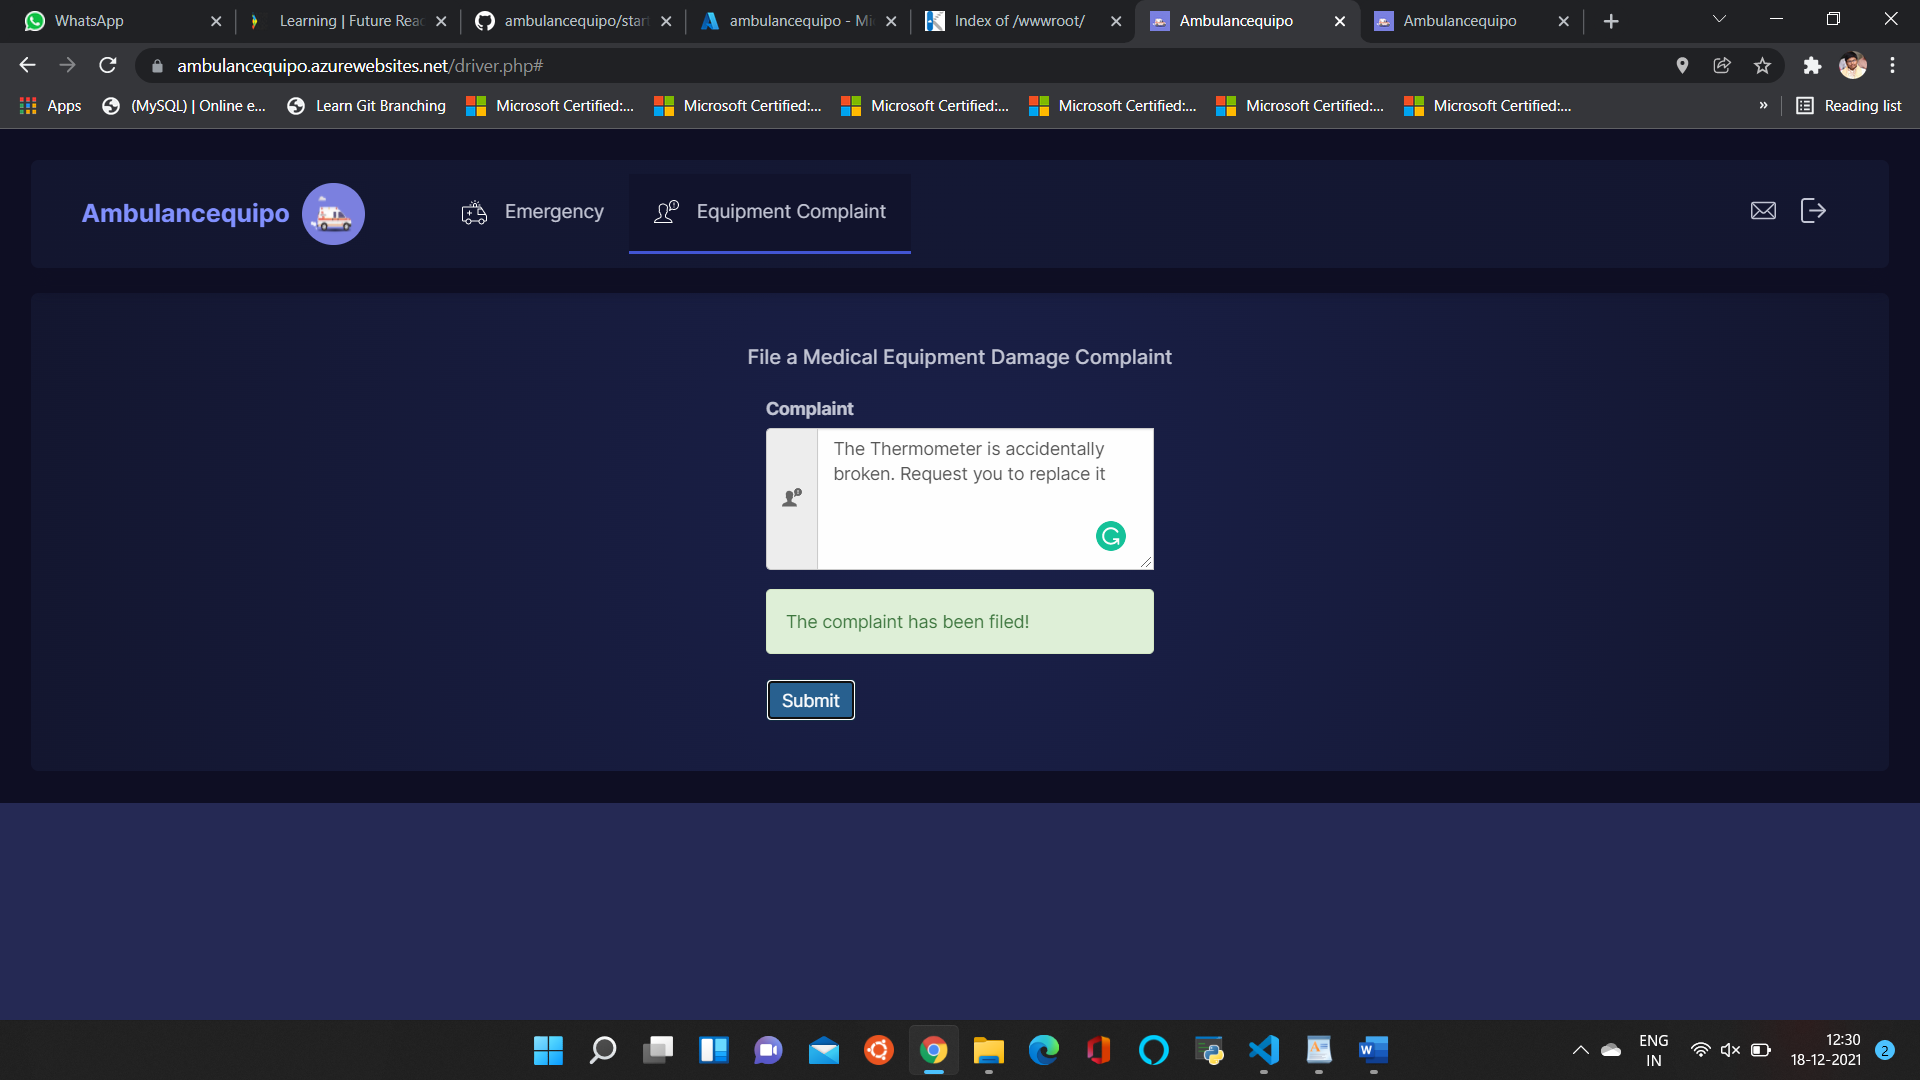 WhatsApp
Learning | Future Read
ambulancequipo/star
ambulancequipo - Mi
Index of /wwwroot/
Ambulancequipo
Ambulancequipo
ambulancequipo.azurewebsites.net/driver.php#
Apps
(MySQL) | Online e...
Learn Git Branching
Microsoft Certified:...
Microsoft Certified:...
Microsoft Certified:...
Microsoft Certified:...
Microsoft Certified:...
Microsoft Certified:...
»
Reading list
Ambulancequipo
Emergency
Equipment Complaint
File a Medical Equipment Damage Complaint
Complaint
The Thermometer is accidentally
broken. Request you to replace it
The complaint has been filed!
Submit
ENG
IN
12:30
18-12-2021
2